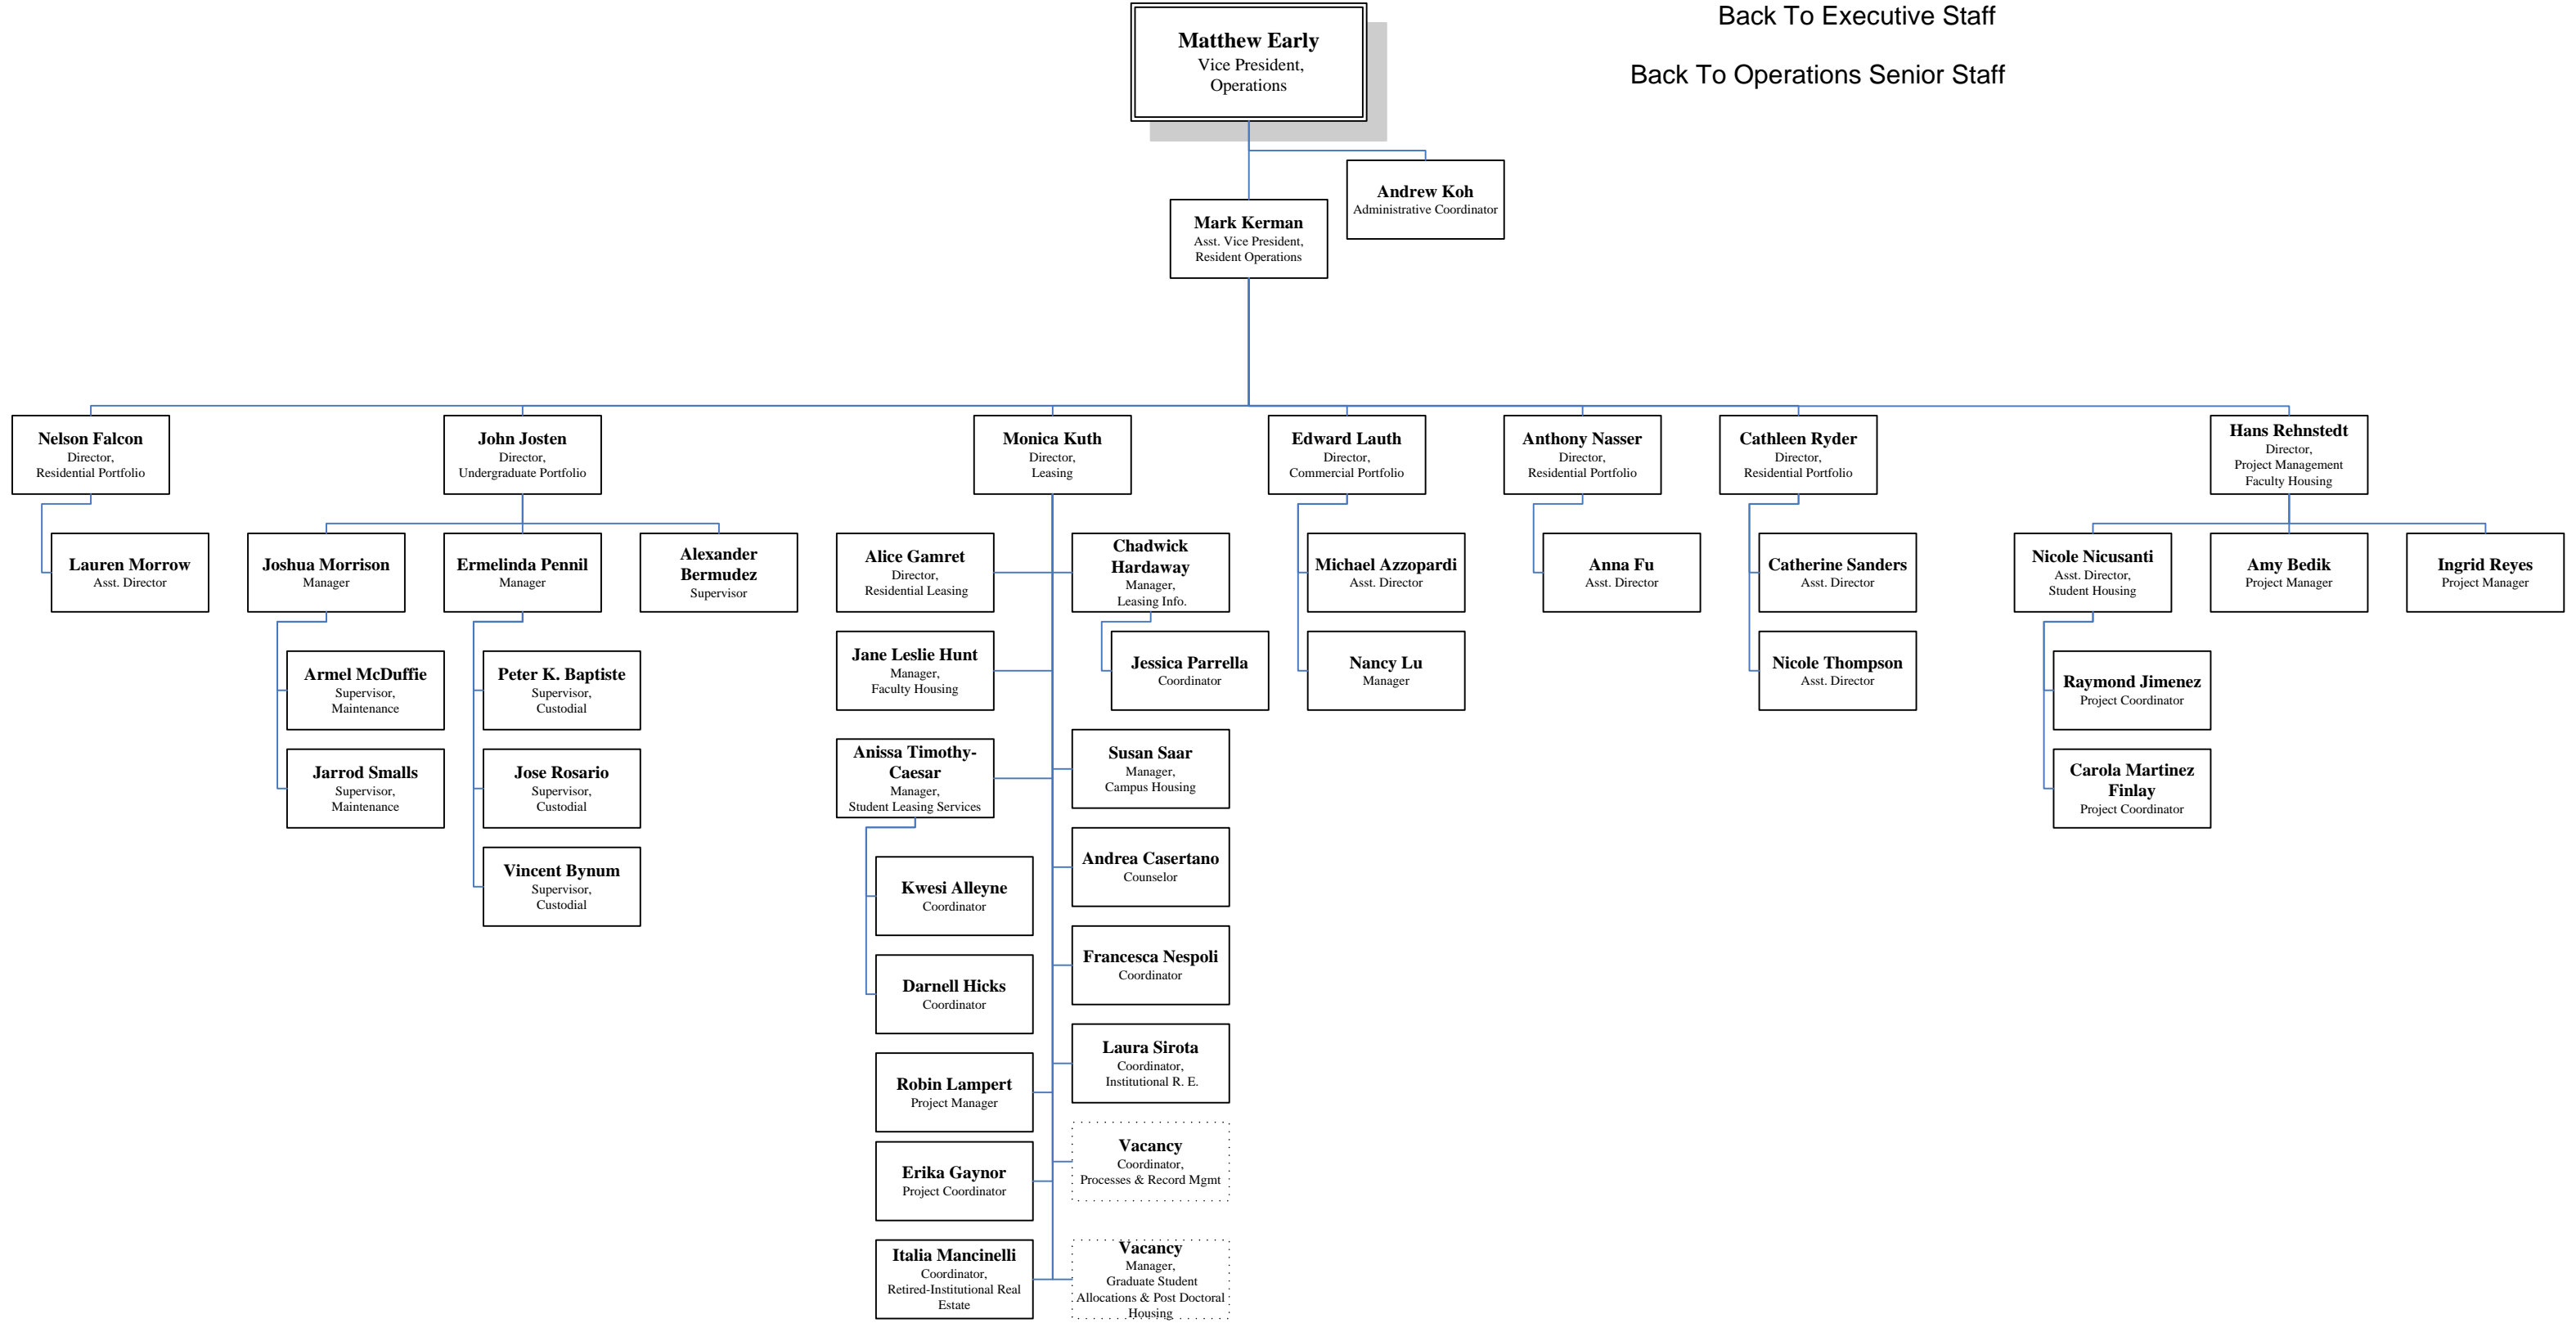 Back To Executive Staff
Back To Operations Senior Staff
Matthew Early
Vice President,
Operations
Andrew Koh
Administrative Coordinator
Mark Kerman
Asst. Vice President,
Resident Operations
Nelson Falcon
Director,
Residential Portfolio
Lauren Morrow
Asst. Director
John Josten
Director,
Undergraduate Portfolio
Joshua Morrison
Manager
Armel McDuffie
Supervisor,
Maintenance
Jarrod Smalls
Supervisor,
Maintenance
Ermelinda Pennil
Manager
Peter K. Baptiste
Supervisor,
Custodial
Jose Rosario
Supervisor,
Custodial
Vincent Bynum
Supervisor,
Custodial
Alexander
Bermudez
Supervisor
Monica Kuth
Director,
Leasing
Alice Gamret
Director,
Residential Leasing
Jane Leslie Hunt
Manager,
Faculty Housing
Anissa Timothy-
Caesar
Manager,
Student Leasing Services
Kwesi Alleyne
Coordinator
Darnell Hicks
Coordinator
Robin Lampert
Project Manager
Erika Gaynor
Project Coordinator
Italia Mancinelli
Coordinator,
Retired-Institutional Real
Estate
Chadwick
Hardaway
Manager,
Leasing Info.
Jessica Parrella
Coordinator
Susan Saar
Manager,
Campus Housing
Andrea Casertano
Counselor
Francesca Nespoli
Coordinator
Laura Sirota
Coordinator,
Institutional R. E.
Vacancy
Coordinator,
Processes & Record Mgmt
Vacancy
Manager,
Graduate Student
Allocations & Post Doctoral
Housing
Edward Lauth
Director,
Commercial Portfolio
Michael Azzopardi
Asst. Director
Nancy Lu
Manager
Anthony Nasser
Director,
Residential Portfolio
Anna Fu
Asst. Director
Cathleen Ryder
Director,
Residential Portfolio
Catherine Sanders
Asst. Director
Nicole Thompson
Asst. Director
Hans Rehnstedt
Director,
Project Management
Faculty Housing
Nicole Nicusanti
Asst. Director,
Student Housing
Raymond Jimenez
Project Coordinator
Carola Martinez
Finlay
Project Coordinator
Amy Bedik
Project Manager
Ingrid Reyes
Project Manager